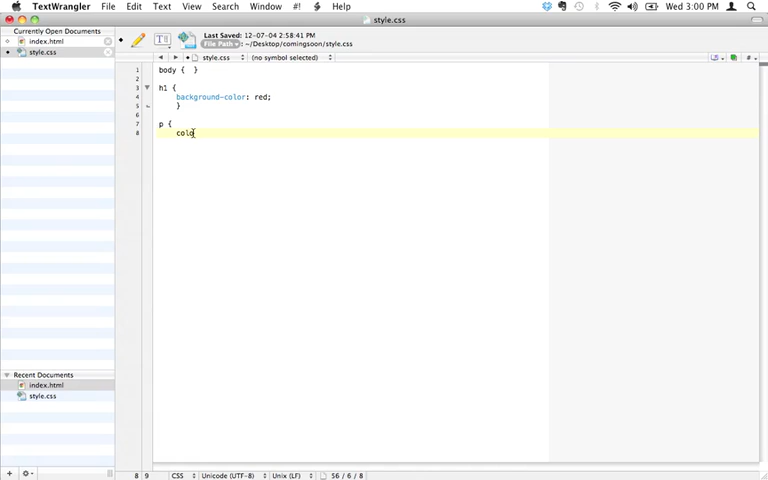 TextWrangler File Edit Text View Search Window #! Help Wed 3:00 PM
style.css
Currently Open Documents
index.html
style.css
Last Saved: 12-07-04 2:58:41 PM
File Path : ~/Desktop/comingsoon/style.css
style.css (no symbol selected) #
1 body { }
2
3 h1 {
4 background-color: red;
5 }
6
7 p {
8 colo
Recent Documents
index.html
style.css
8 9 CSS Unicode (UTF-8) Unix (LF) 56 / 6 / 8